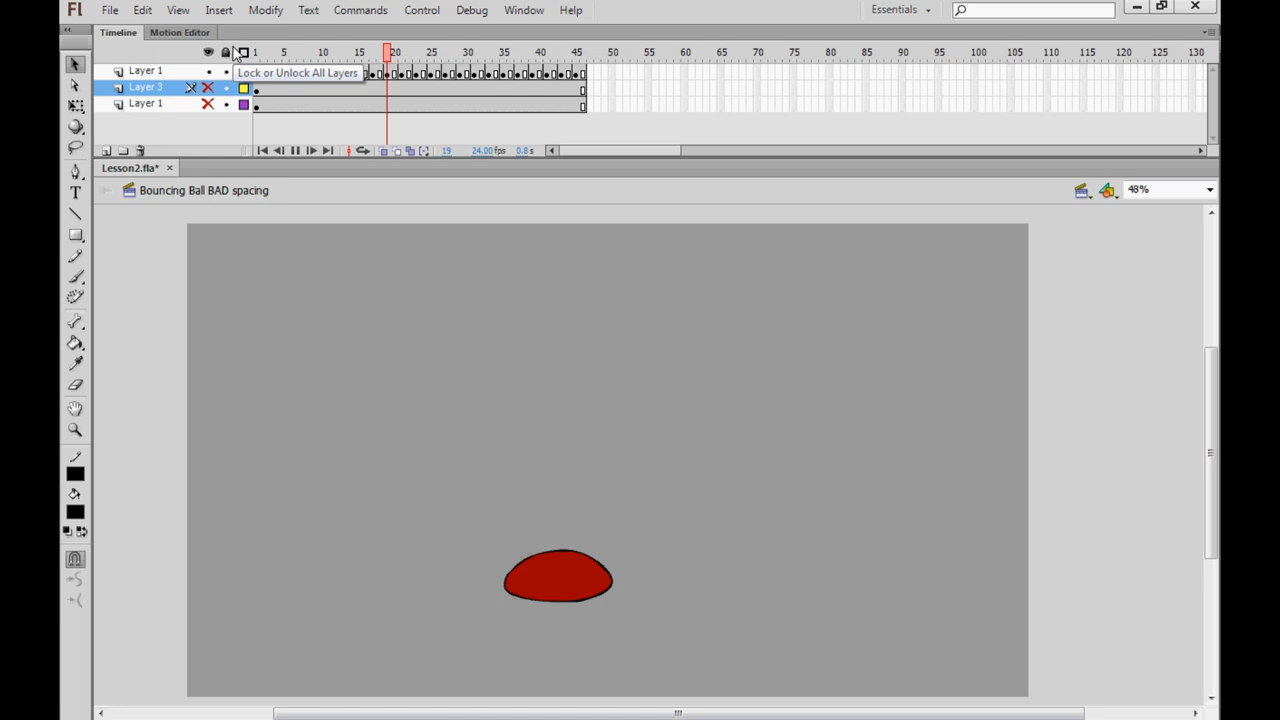 Fl File Edit View Insert Modify Text Commands Control Debug Window Help Essentials
Timeline Motion Editor
1 5 10 15 20 25 30 35 40 45 50 55 60 65 70 75 80 85 90 95 100 105 110 115 120 125 130
Layer 1
Lock or Unlock All Layers
Layer 3
Layer 1
19 24.00 fps 0.8 s
Lesson2.fla*
Bouncing Ball BAD spacing 48%
T